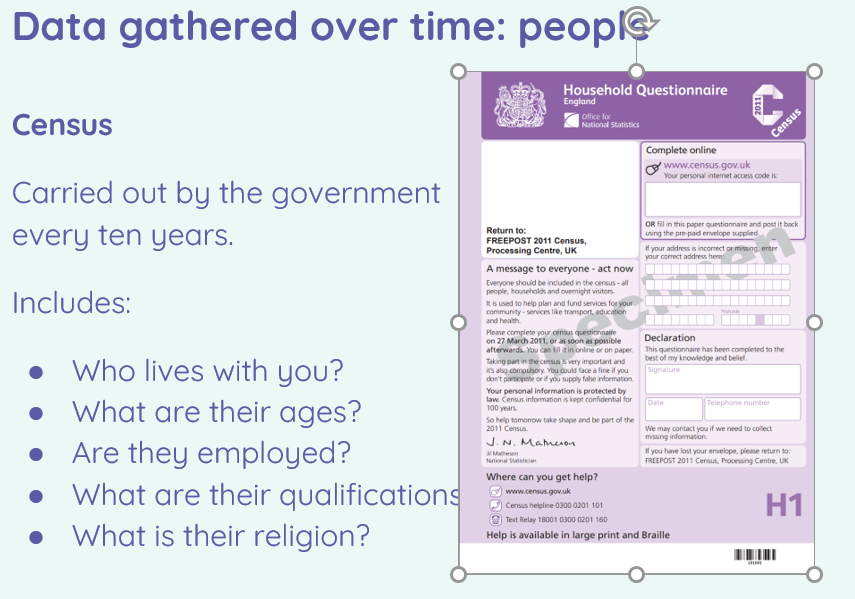 Data gathered over time: people
Census
Carried out by the government
every ten years.
Includes:
● Who lives with you?
● What are their ages?
● Are they employed?
● What are their qualifications
● What is their religion?
Household Questionnaire
England
Office for
National Statistics
2011
Census
Return to:
FREEPOST 2011 Census,
Processing Centre, UK
A message to everyone - act now
Everyone should be included in the census - all
people, households and overnight visitors.
It is used to help plan and fund services for your
community - services like transport, education
and health.
Please complete your census questionnaire
on 27 March 2011, or as soon as possible
afterwards. You can fill it in online or on paper.
Taking part in the census is very important and
it's also compulsory. You could face a fine if you
don't participate or if you supply false information.
Your personal information is protected by
law. Census information is kept confidential for
100 years.
So help tomorrow take shape and be part of the
2011 Census.
J. N. Matheson
Jil Matheson
National Statistician
Complete online
www.census.gov.uk
Your personal internet access code is:
OR fill in this paper questionnaire and post it back
using the pre-paid envelope supplied.
If your address is incorrect or missing, enter
your correct address here:
Postcode
Specimen
Declaration
This questionnaire has been completed to the
best of my knowledge and belief.
Signature
Date
Telephone number
We may contact you if we need to collect
missing information.
If you have lost your envelope, please return to:
FREEPOST 2011 Census, Processing Centre, UK
Where can you get help?
www.census.gov.uk
Census helpline 0300 0201 101
Text Relay 18001 0300 0201 160
Help is available in large print and Braille
H1